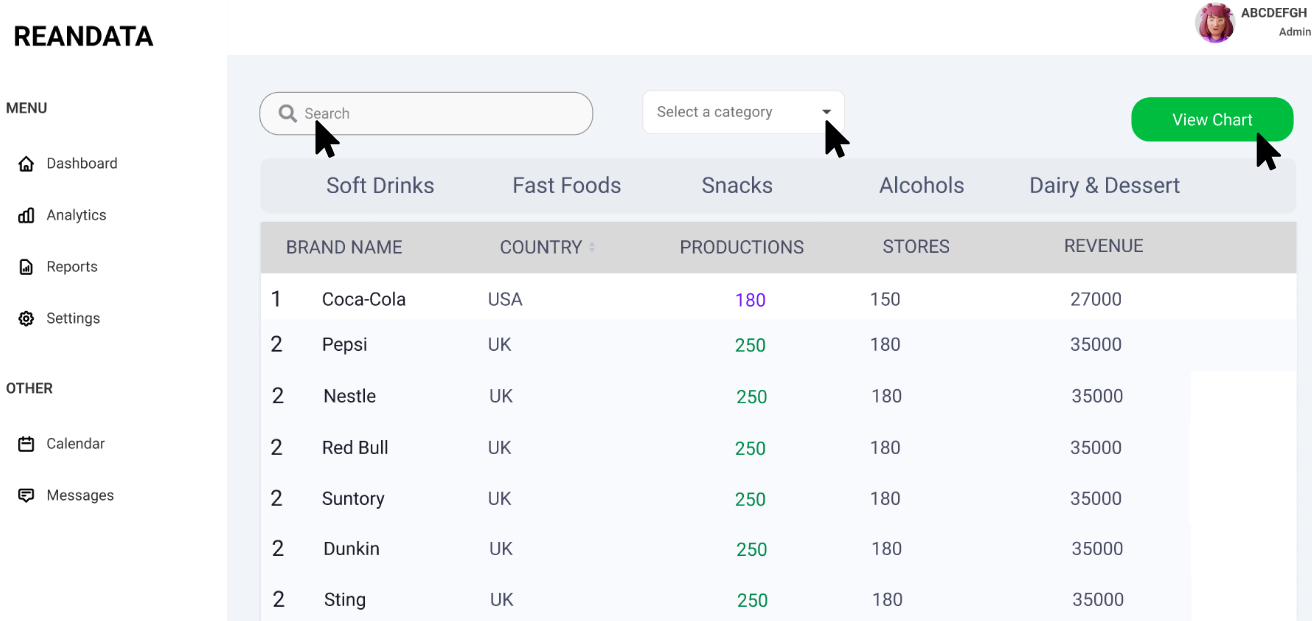 REANDATA
ABCDEFGH
Admin
MENU
Dashboard
Analytics
Reports
Settings
OTHER
Calendar
Messages
Search
Select a category
View Chart
Soft Drinks Fast Foods Snacks Alcohols Dairy & Dessert
BRAND NAME COUNTRY PRODUCTIONS STORES REVENUE
1 Coca-Cola USA 180 150 27000
2 Pepsi UK 250 180 35000
2 Nestle UK 250 180 35000
2 Red Bull UK 250 180 35000
2 Suntory UK 250 180 35000
2 Dunkin UK 250 180 35000
2 Sting UK 250 180 35000